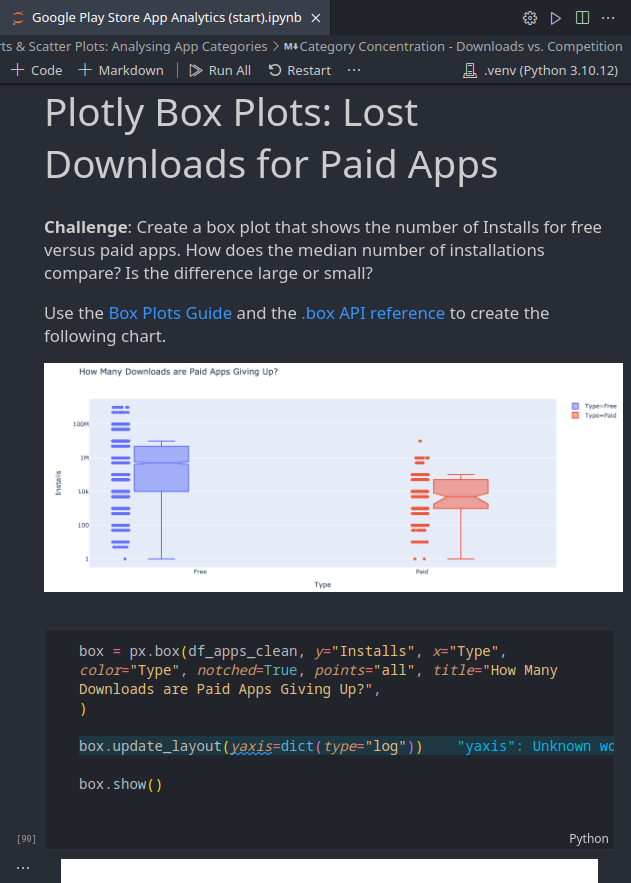 Google Play Store App Analytics (start).ipynb
rts & Scatter Plots: Analysing App Categories > M↓Category Concentration - Downloads vs. Competition
+ Code + Markdown | Run All Restart ··· .venv (Python 3.10.12)
Plotly Box Plots: Lost
Downloads for Paid Apps
Challenge: Create a box plot that shows the number of Installs for free
versus paid apps. How does the median number of installations
compare? Is the difference large or small?
Use the Box Plots Guide and the .box API reference to create the
following chart.
How Many Downloads are Paid Apps Giving Up?
Type=Free
Type=Paid
100M
1M
10k
100
1
Installs
Free Paid
Type
box = px.box(df_apps_clean, y="Installs", x="Type",
color="Type", notched=True, points="all", title="How Many
Downloads are Paid Apps Giving Up?",
)
box.update_layout(yaxis=dict(type="log")) "yaxis": Unknown wo
box.show()
[90] Python